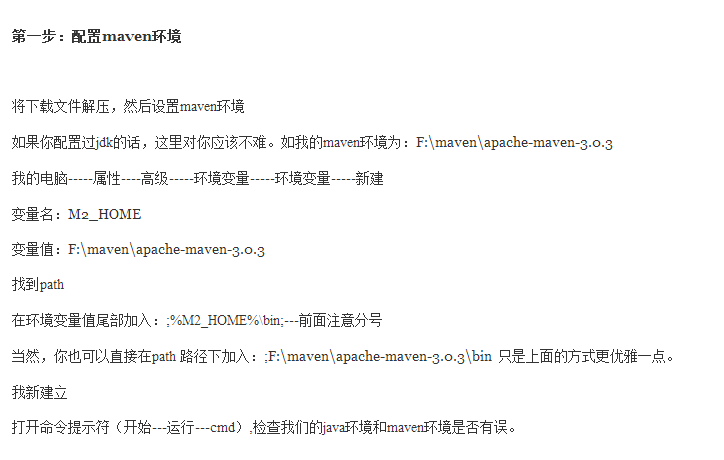 第一步：配置maven环境
将下载文件解压，然后设置maven环境
如果你配置过jdk的话，这里对你应该不难。如我的maven环境为：F:\maven\apache-maven-3.0.3
我的电脑-----属性----高级-----环境变量-----环境变量-----新建
变量名：M2_HOME
变量值：F:\maven\apache-maven-3.0.3
找到path
在环境变量值尾部加入：;%M2_HOME%\bin;---前面注意分号
当然，你也可以直接在path 路径下加入：;F:\maven\apache-maven-3.0.3\bin 只是上面的方式更优雅一点。
我新建立
打开命令提示符（开始---运行---cmd）,检查我们的java环境和maven环境是否有误。